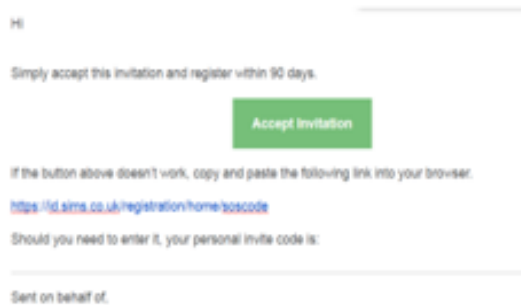 Hi
Simply accept this invitation and register within 90 days.
Accept Invitation
If the button above doesn't work, copy and paste the following link into your browser.
https://id.sims.co.uk/registration/home/soscode
Should you need to enter it, your personal invite code is:
Sent on behalf of,